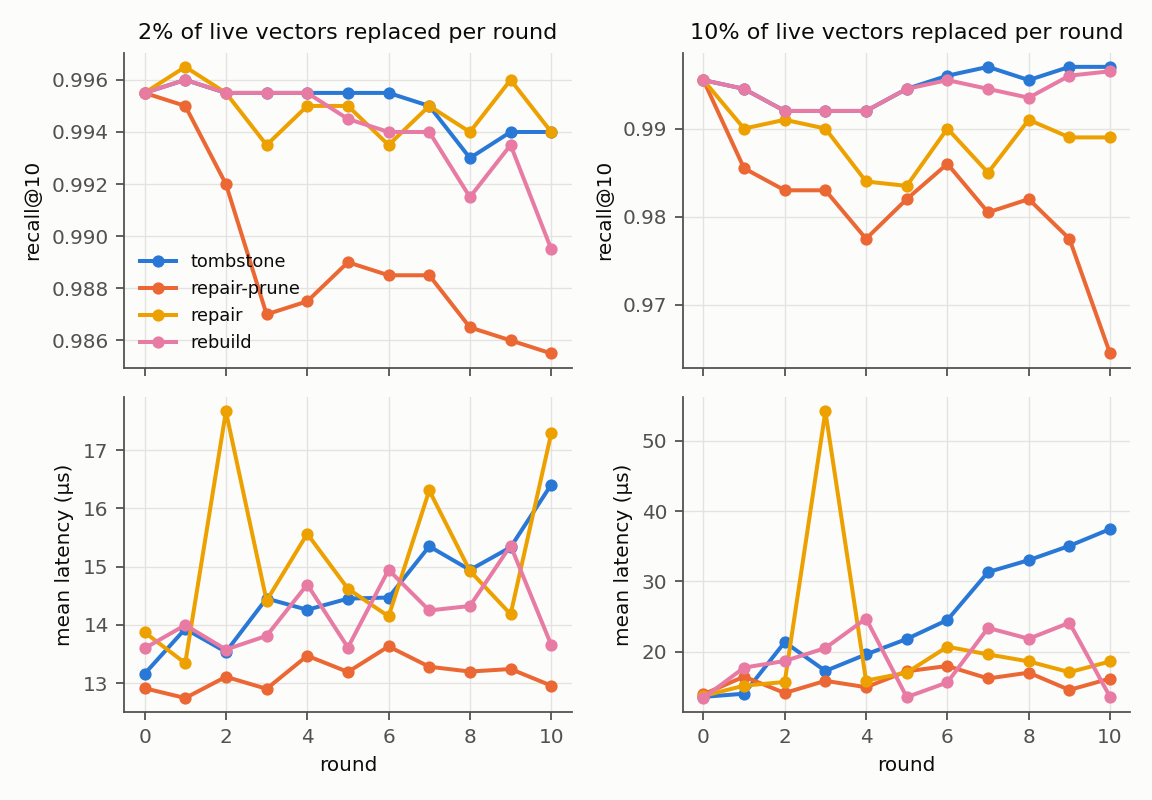 2% of live vectors replaced per round
10% of live vectors replaced per round
recall@10
0.996
0.994
0.992
0.990
0.988
0.986
tombstone
repair-prune
repair
rebuild
recall@10
0.99
0.98
0.97
mean latency (µs)
17
16
15
14
13
0 2 4 6 8 10
round
mean latency (µs)
50
40
30
20
0 2 4 6 8 10
round